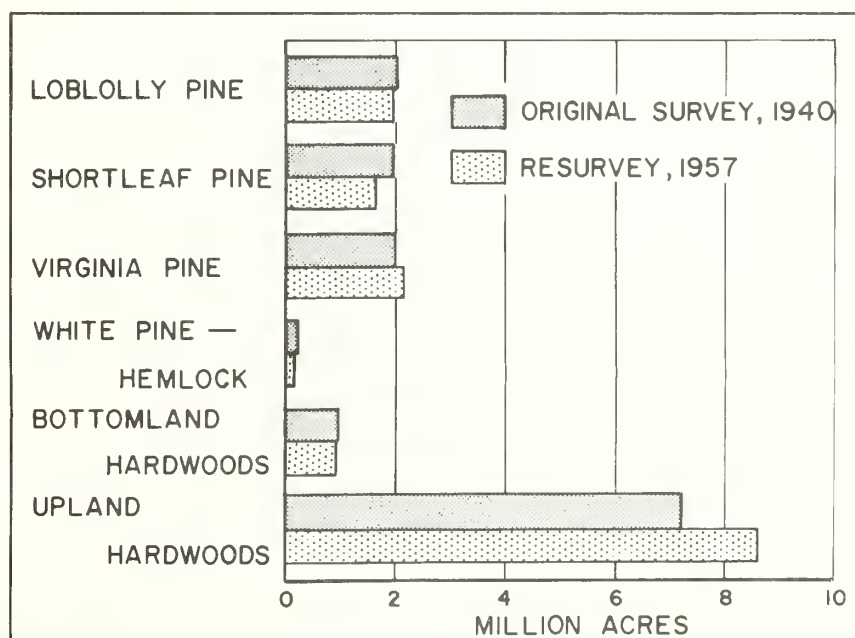 LOBLOLLY PINE
SHORTLEAF PINE
VIRGINIA PINE
WHITE PINE —
HEMLOCK
BOTTOMLAND
HARDWOODS
UPLAND
HARDWOODS
ORIGINAL SURVEY, 1940
RESURVEY, 1957
0 2 4 6 8 10
MILLION ACRES